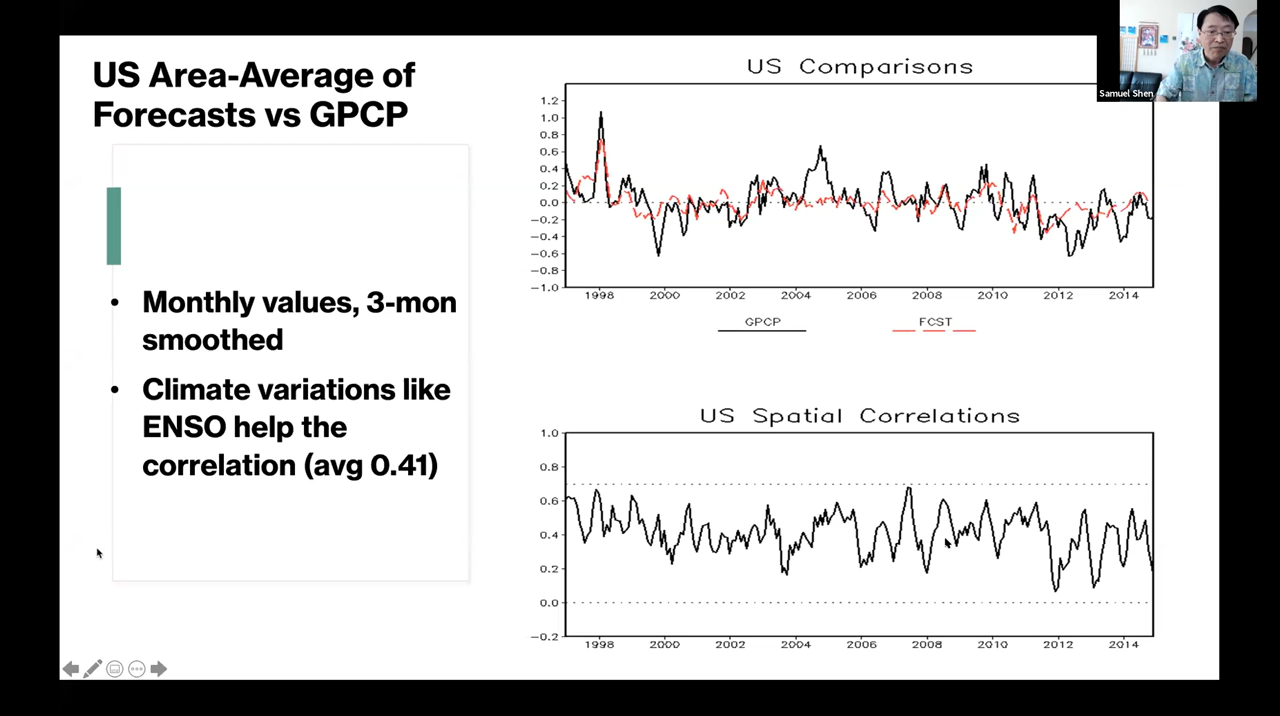 US Area-Average of
Forecasts vs GPCP
• Monthly values, 3-mon
smoothed
• Climate variations like
ENSO help the
correlation (avg 0.41)
US Comparisons
1.2
1.0
0.8
0.6
0.4
0.2
0.0
−0.2
−0.4
−0.6
−0.8
−1.0
1998 2000 2002 2004 2006 2008 2010 2012 2014
GPCP FCST
US Spatial Correlations
1.0
0.8
0.6
0.4
0.2
0.0
−0.2
1998 2000 2002 2004 2006 2008 2010 2012 2014
Samuel Shen